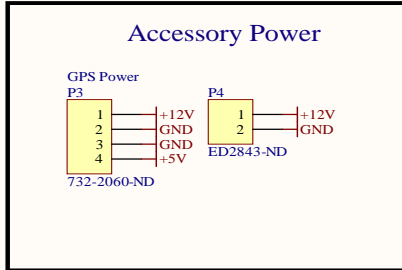 Accessory Power
GPS Power
P3
1 +12V
2 GND
3 GND
4 +5V
732-2060-ND
P4
1 +12V
2 GND
ED2843-ND